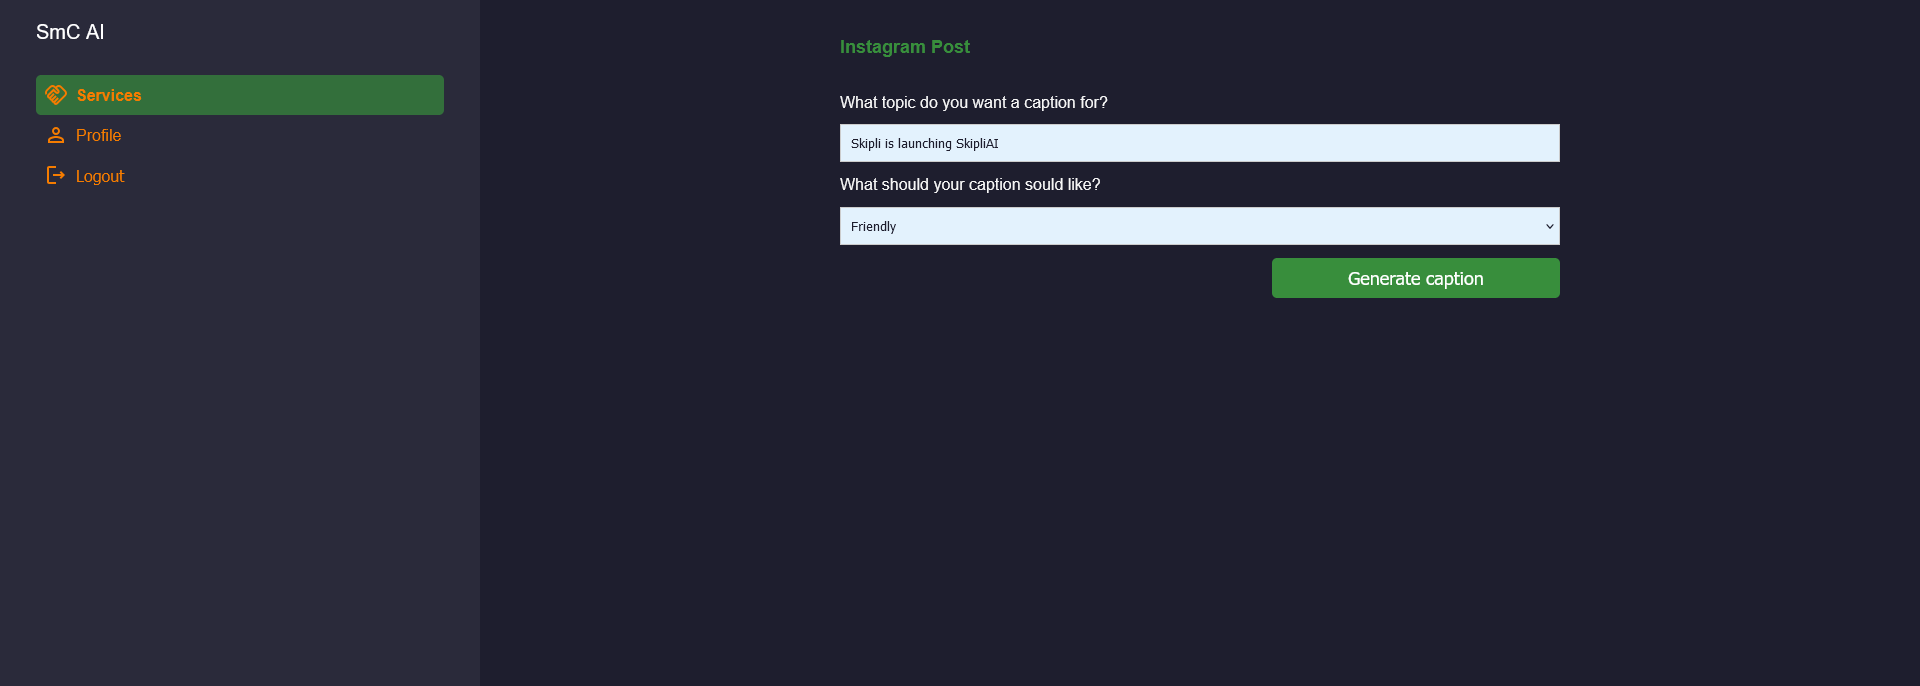 SmC AI
Services
Profile
Logout
Instagram Post
What topic do you want a caption for?
Skipli is launching SkipliAI
What should your caption sould like?
Friendly
Generate caption